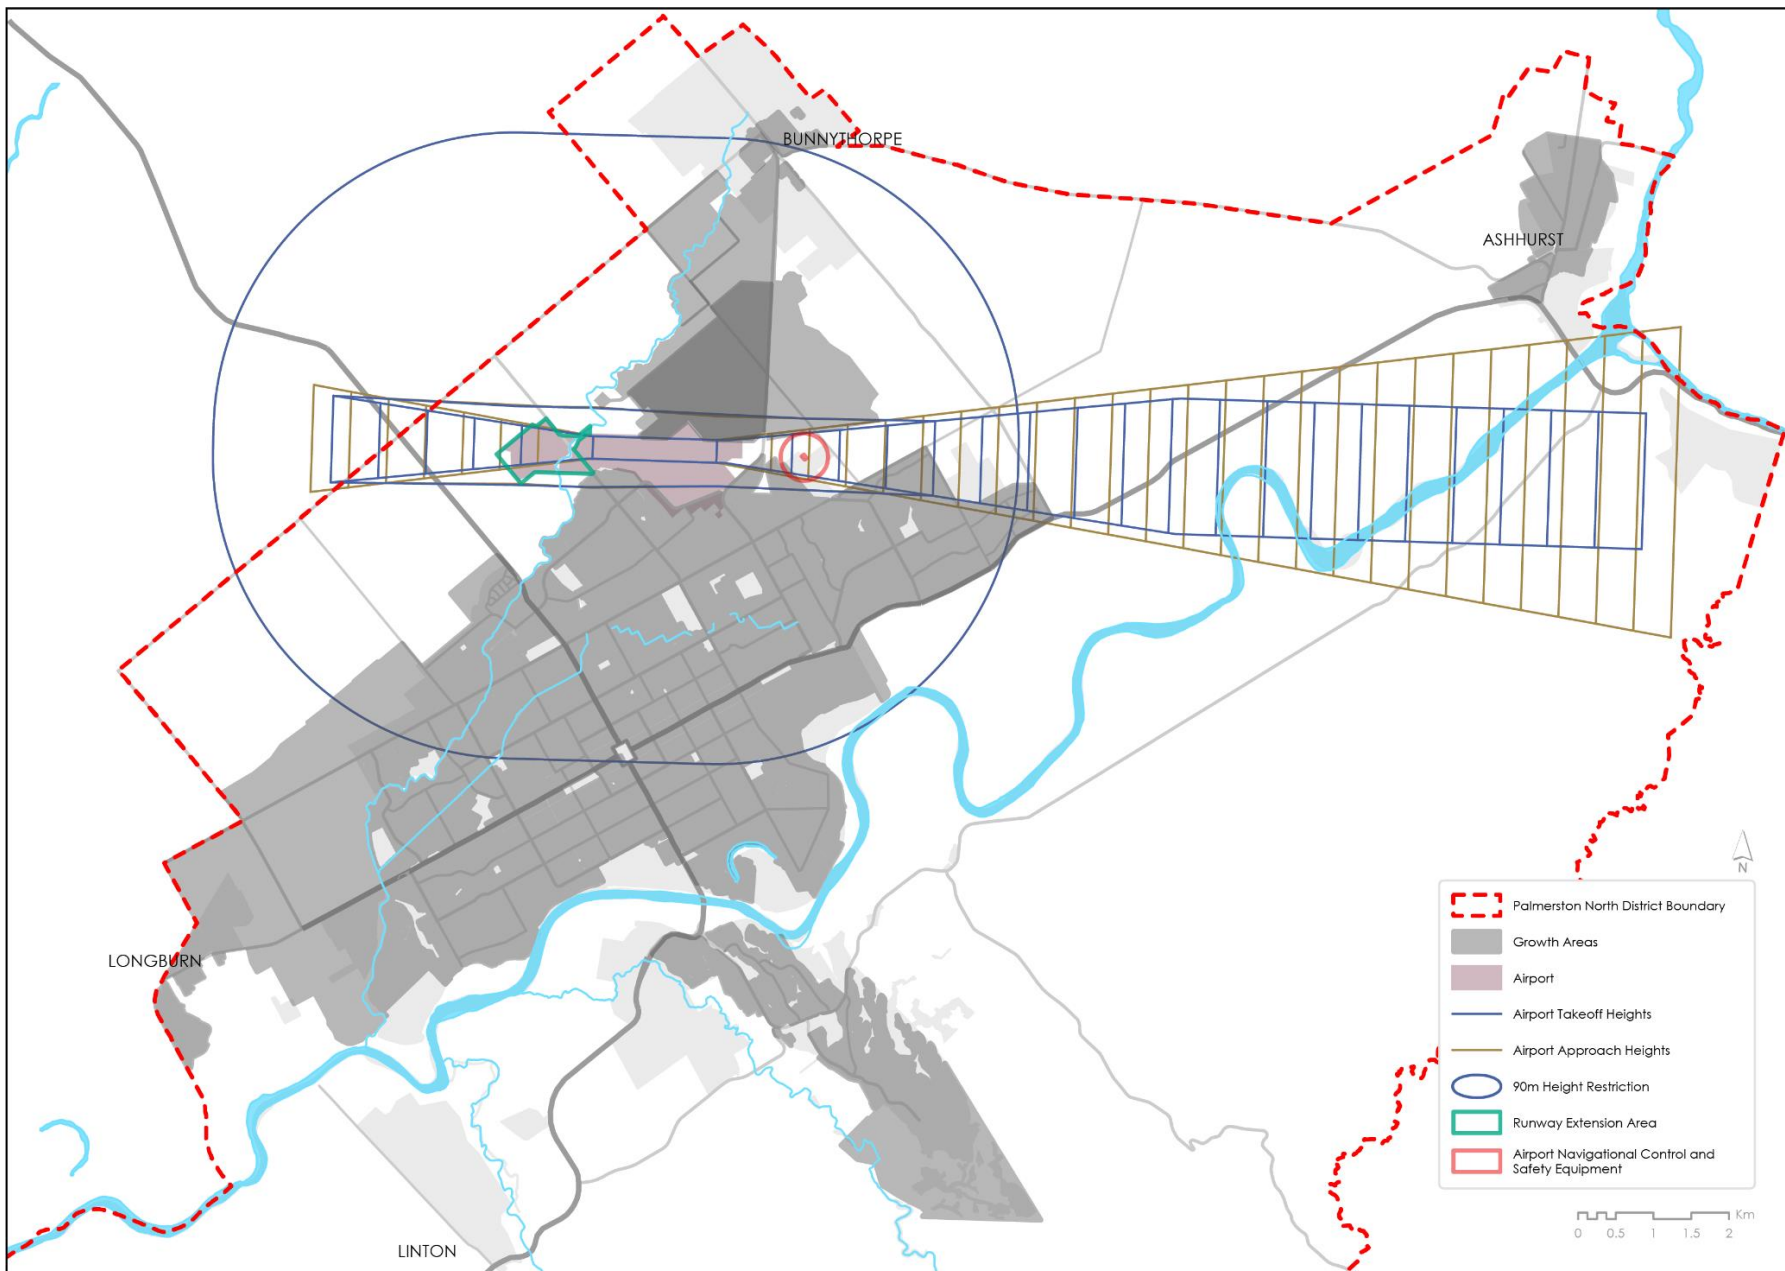 BUNNYTHORPE
ASHHURST
LONGBURN
LINTON
N
Palmerston North District Boundary
Growth Areas
Airport
Airport Takeoff Heights
Airport Approach Heights
90m Height Restriction
Runway Extension Area
Airport Navigational Control and
Safety Equipment
Km
0 0.5 1 1.5 2